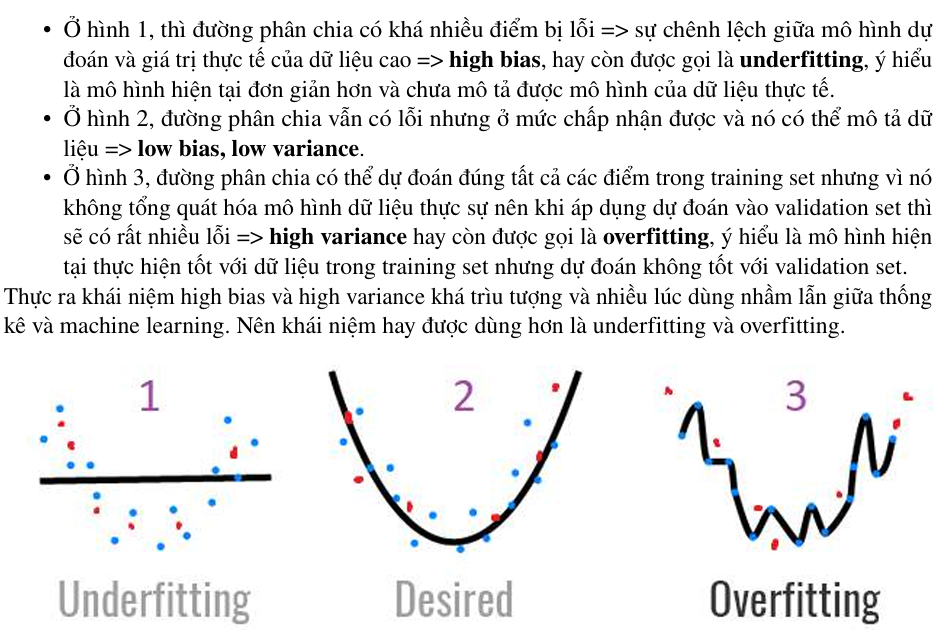 • Ở hình 1, thì đường phân chia có khá nhiều điểm bị lỗi => sự chênh lệch giữa mô hình dự
đoán và giá trị thực tế của dữ liệu cao => high bias, hay còn được gọi là underfitting, ý hiểu
là mô hình hiện tại đơn giản hơn và chưa mô tả được mô hình của dữ liệu thực tế.
• Ở hình 2, đường phân chia vẫn có lỗi nhưng ở mức chấp nhận được và nó có thể mô tả dữ
liệu => low bias, low variance.
• Ở hình 3, đường phân chia có thể dự đoán đúng tất cả các điểm trong training set nhưng vì nó
không tổng quát hóa mô hình dữ liệu thực sự nên khi áp dụng dự đoán vào validation set thì
sẽ có rất nhiều lỗi => high variance hay còn được gọi là overfitting, ý hiểu là mô hình hiện
tại thực hiện tốt với dữ liệu trong training set nhưng dự đoán không tốt với validation set.
Thực ra khái niệm high bias và high variance khá trìu tượng và nhiều lúc dùng nhầm lẫn giữa thống
kê và machine learning. Nên khái niệm hay được dùng hơn là underfitting và overfitting.
1 2 3
Underfitting Desired Overfitting